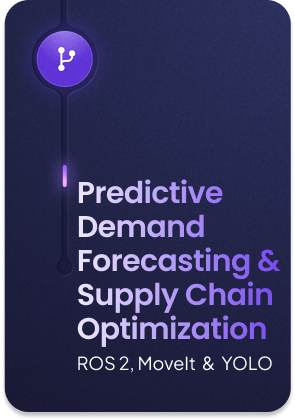 Predictive
Demand
Forecasting &
Supply Chain
Optimization
ROS 2, MoveIt & YOLO